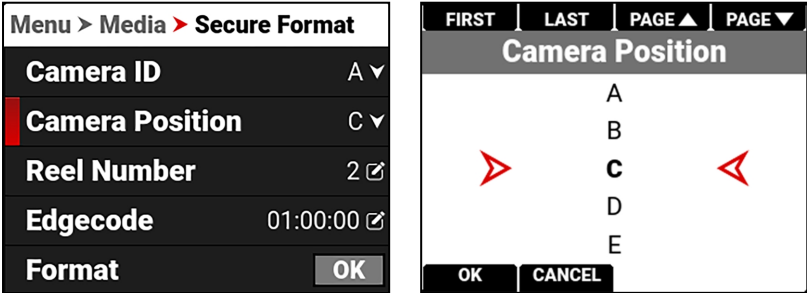 Menu > Media > Secure Format
Camera ID A
Camera Position C
Reel Number 2
Edgecode 01:00:00
Format OK
FIRST LAST PAGE▲ PAGE▼
Camera Position
A
B
C
D
E
OK CANCEL